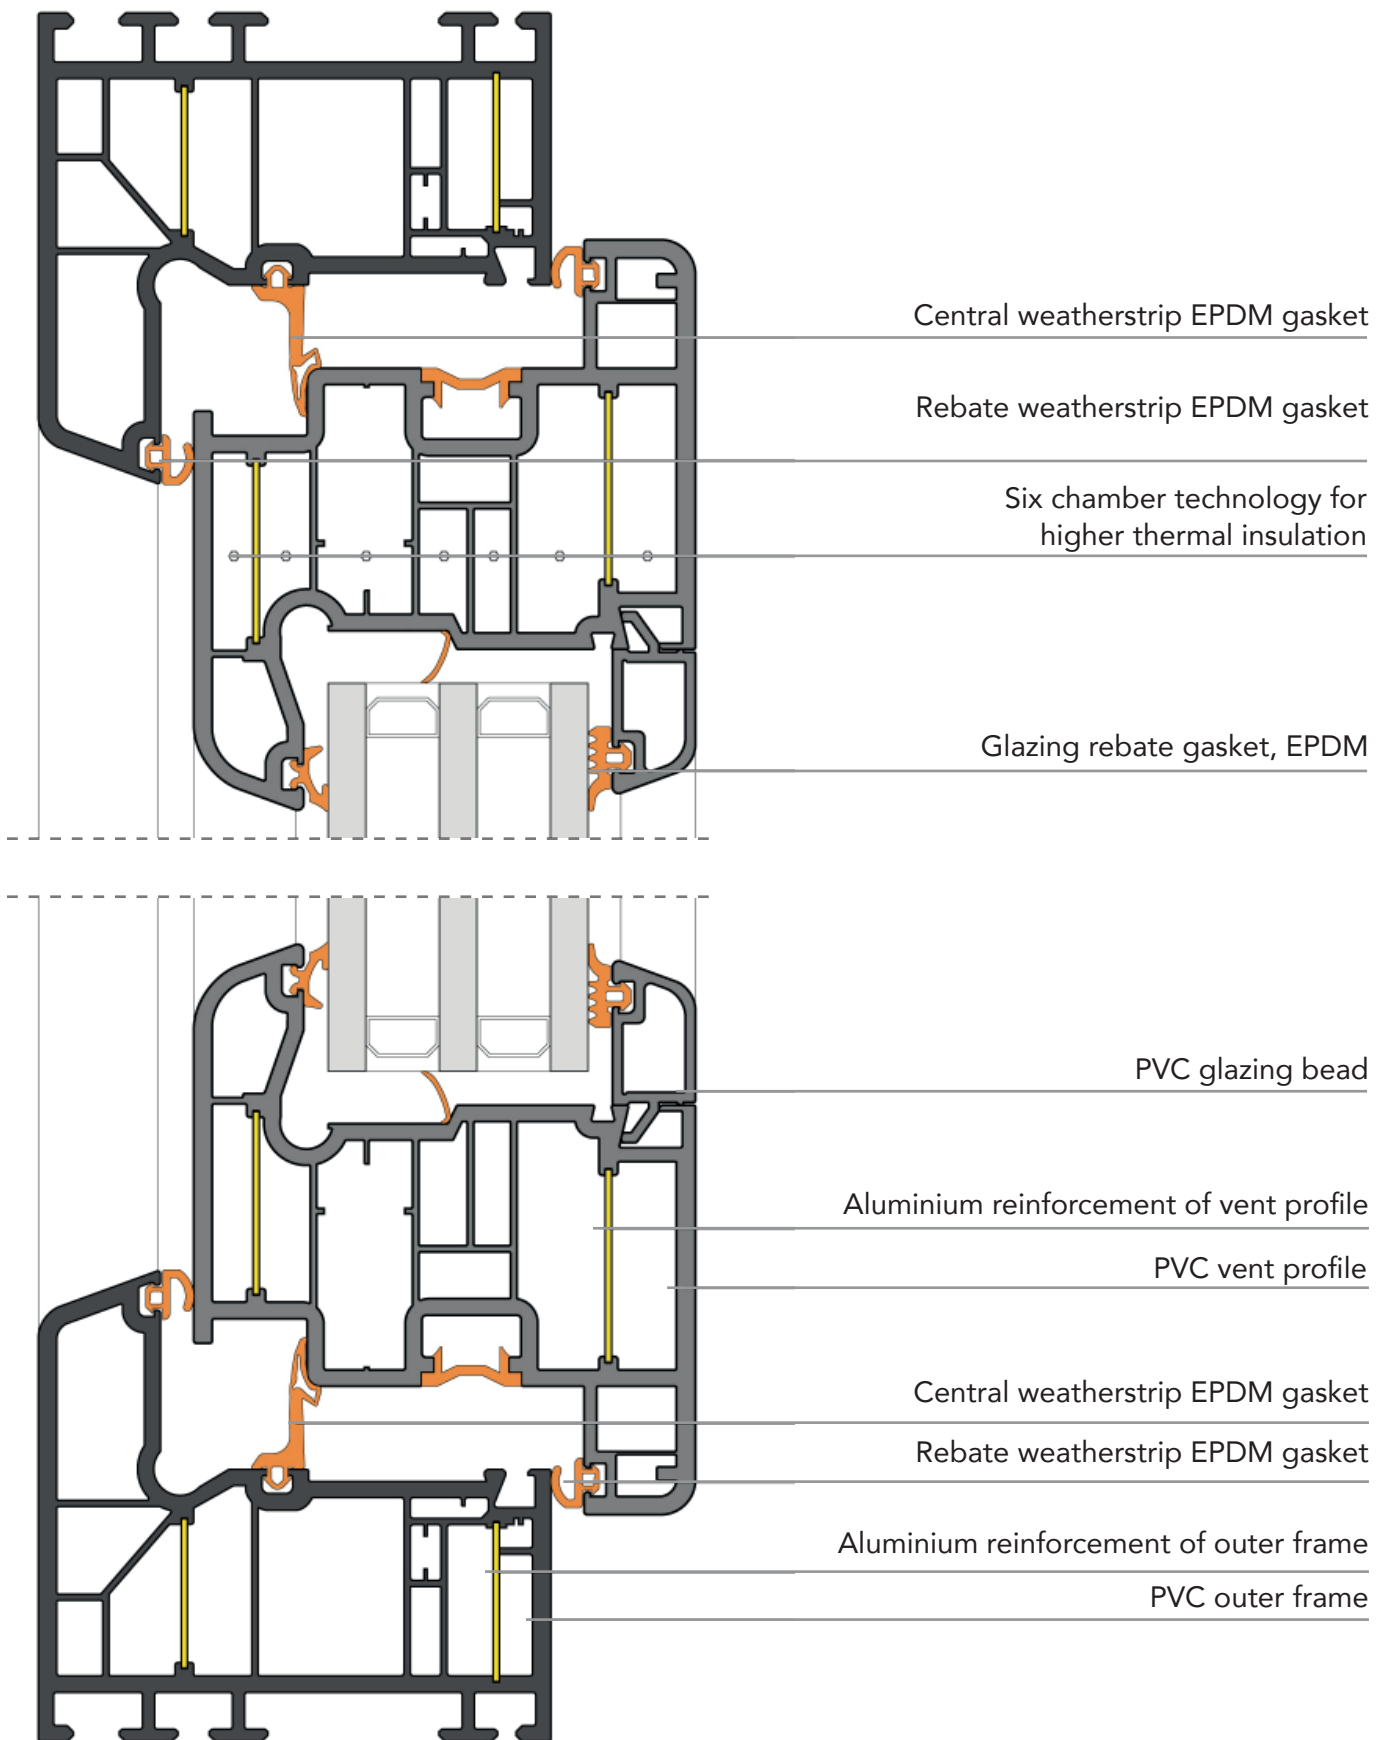 Central weatherstrip EPDM gasket
Rebate weatherstrip EPDM gasket
Six chamber technology for
higher thermal insulation
Glazing rebate gasket, EPDM
PVC glazing bead
Aluminium reinforcement of vent profile
PVC vent profile
Central weatherstrip EPDM gasket
Rebate weatherstrip EPDM gasket
Aluminium reinforcement of outer frame
PVC outer frame